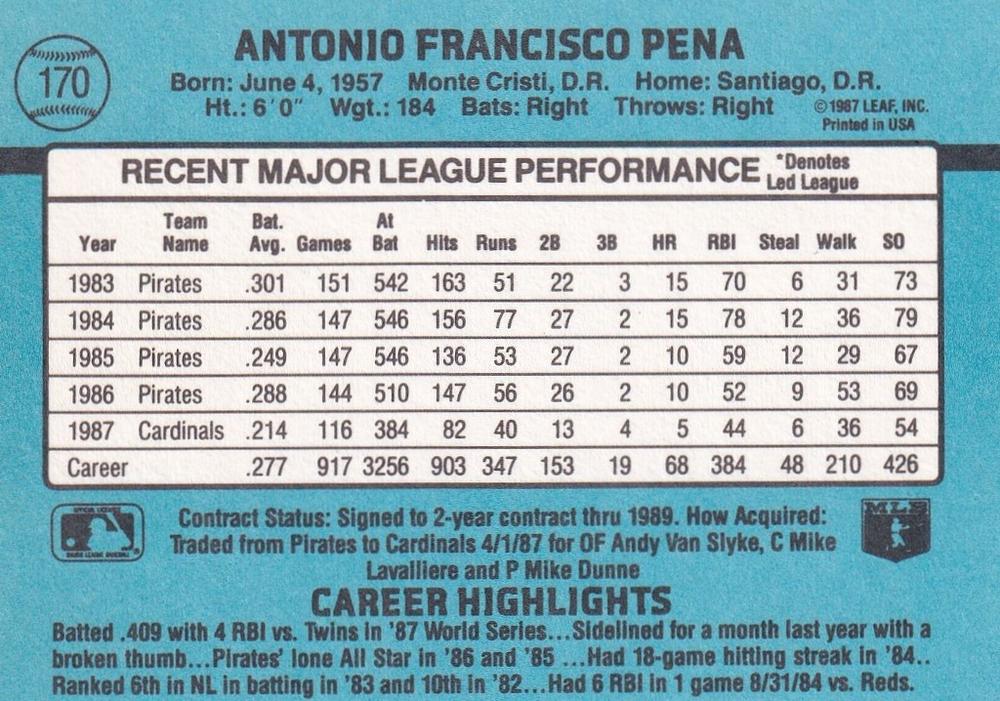 170
ANTONIO FRANCISCO PENA
Born: June 4, 1957 Monte Cristi, D.R. Home: Santiago, D.R.
Ht.: 6'0" Wgt.: 184 Bats: Right Throws: Right
©1987 LEAF, INC.
Printed in USA
RECENT MAJOR LEAGUE PERFORMANCE *Denotes Led League
Year Team Name Bat. Avg. Games At Bat Hits Runs 2B 3B HR RBI Steal Walk SO
1983 Pirates .301 151 542 163 51 22 3 15 70 6 31 73
1984 Pirates .286 147 546 156 77 27 2 15 78 12 36 79
1985 Pirates .249 147 546 136 53 27 2 10 59 12 29 67
1986 Pirates .288 144 510 147 56 26 2 10 52 9 53 69
1987 Cardinals .214 116 384 82 40 13 4 5 44 6 36 54
Career .277 917 3256 903 347 153 19 68 384 48 210 426
MLB
Contract Status: Signed to 2-year contract thru 1989. How Acquired:
Traded from Pirates to Cardinals 4/1/87 for OF Andy Van Slyke, C Mike
Lavalliere and P Mike Dunne
CAREER HIGHLIGHTS
Batted .409 with 4 RBI vs. Twins in '87 World Series...Sidelined for a month last year with a
broken thumb...Pirates' lone All Star in '86 and '85 ...Had 18-game hitting streak in '84..
Ranked 6th in NL in batting in '83 and 10th in '82...Had 6 RBI in 1 game 8/31/84 vs. Reds.